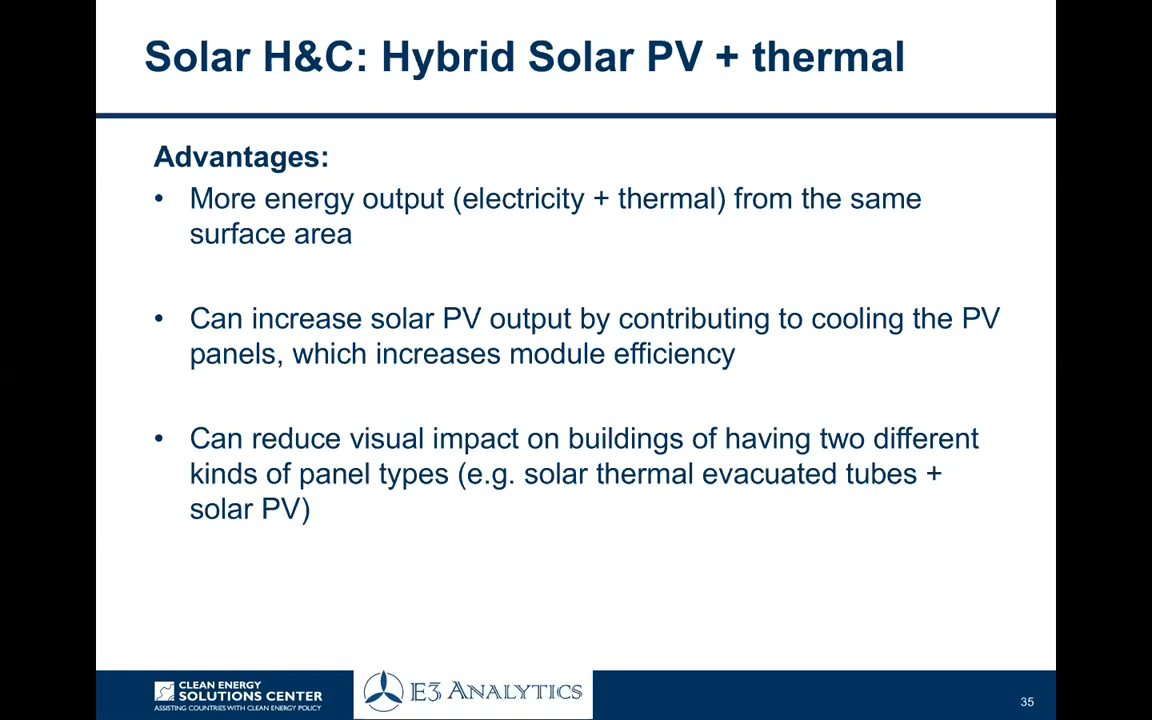 Solar H&C: Hybrid Solar PV + thermal
Advantages:
• More energy output (electricity + thermal) from the same
surface area
• Can increase solar PV output by contributing to cooling the PV
panels, which increases module efficiency
• Can reduce visual impact on buildings of having two different
kinds of panel types (e.g. solar thermal evacuated tubes +
solar PV)
CLEAN ENERGY
SOLUTIONS CENTER
ASSISTING COUNTRIES WITH CLEAN ENERGY POLICY
E3 ANALYTICS
35